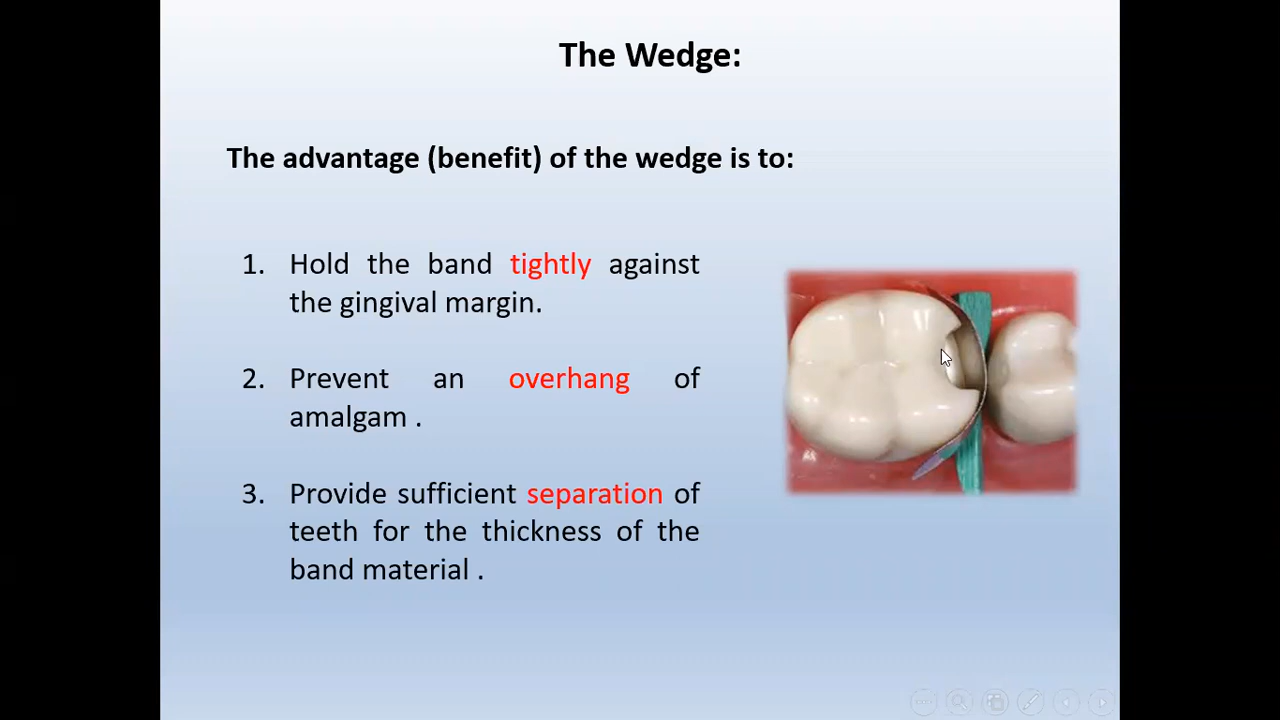 The Wedge:
The advantage (benefit) of the wedge is to:
1. Hold the band tightly against
the gingival margin.
2. Prevent an overhang of
amalgam .
3. Provide sufficient separation of
teeth for the thickness of the
band material .